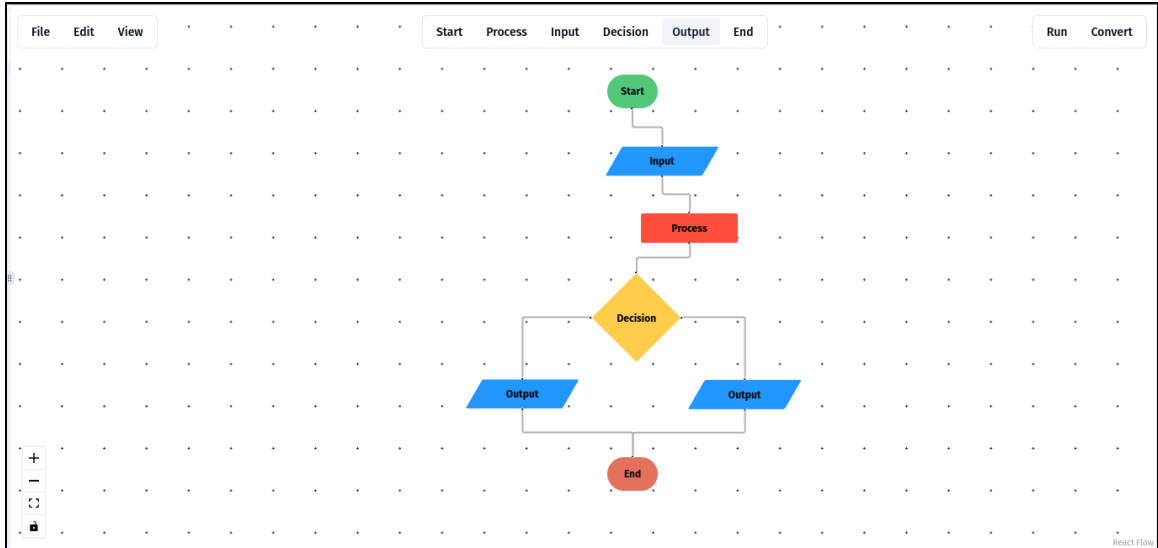 File Edit View
Start Process Input Decision Output End
Run Convert
Start
Input
Process
Decision
Output Output
End
React Flow